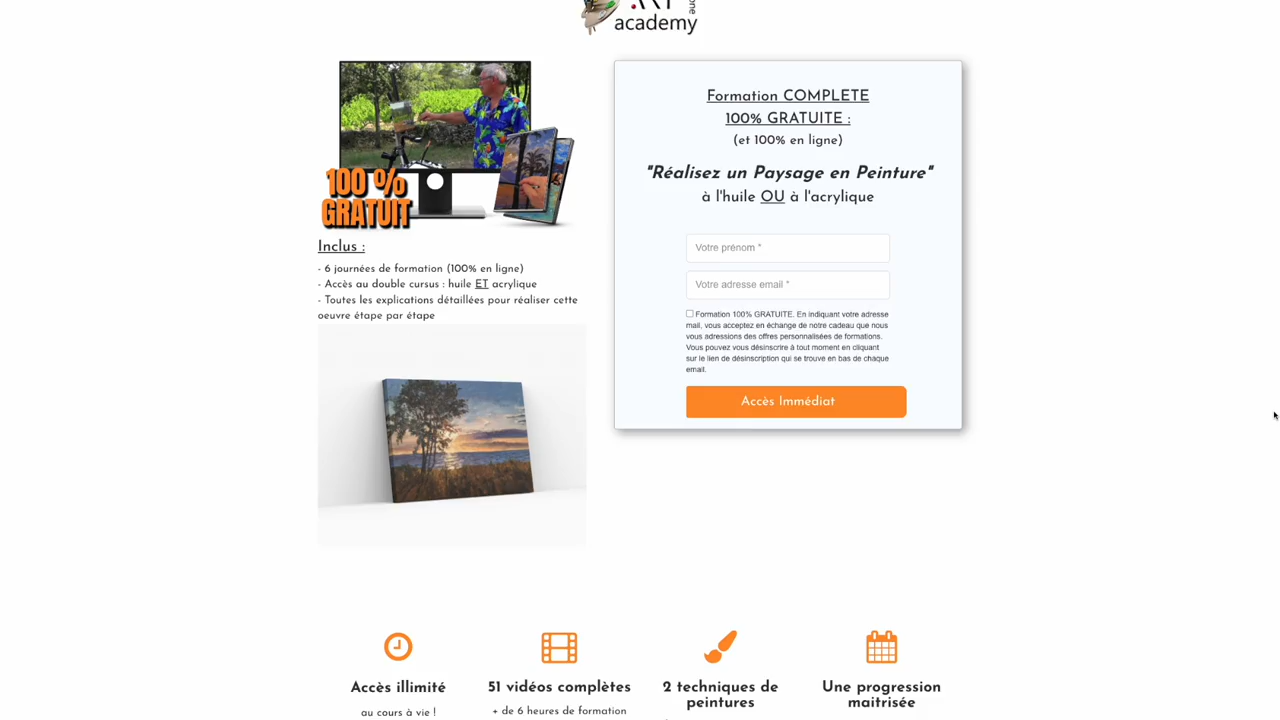 academy
100 %
GRATUIT
Inclus :
- 6 journées de formation (100% en ligne)
- Accès au double cursus : huile ET acrylique
- Toutes les explications détaillées pour réaliser cette
oeuvre étape par étape
Formation COMPLETE
100% GRATUITE :
(et 100% en ligne)
"Réalisez un Paysage en Peinture"
à l'huile OU à l'acrylique
Votre prénom *
Votre adresse email *
Formation 100% GRATUITE. En indiquant votre adresse
mail, vous acceptez en échange de notre cadeau que nous
vous adressions des offres personnalisées de formations.
Vous pouvez vous désinscrire à tout moment en cliquant
sur le lien de désinscription qui se trouve en bas de chaque
email.
Accès Immédiat
Accès illimité
au cours à vie !
51 vidéos complètes
+ de 6 heures de formation
2 techniques de
peintures
Une progression
maitrisée